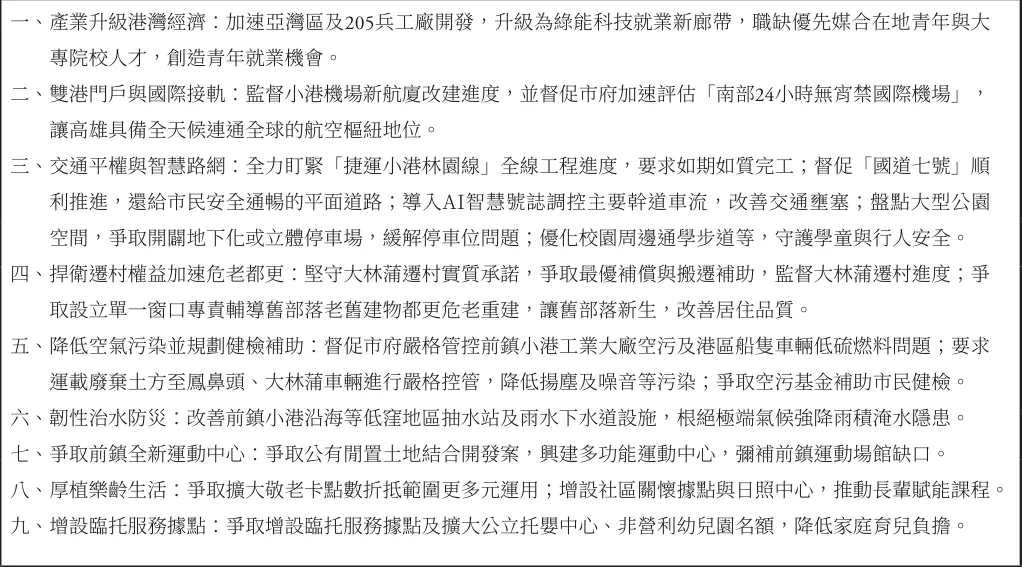 一、產業升級港灣經濟：加速亞灣區及205兵工廠開發，升級為綠能科技就業新廊帶，職缺優先媒合在地青年與大
專院校人才，創造青年就業機會。
二、雙港門戶與國際接軌：監督小港機場新航廈改建進度，並督促市府加速評估「南部24小時無宵禁國際機場」，
讓高雄具備全天候連通全球的航空樞紐地位。
三、交通平權與智慧路網：全力盯緊「捷運小港林園線」全線工程進度，要求如期如質完工；督促「國道七號」順
利推進，還給市民安全通暢的平面道路；導入AI智慧號誌調控主要幹道車流，改善交通壅塞；盤點大型公園
空間，爭取開闢地下化或立體停車場，緩解停車位問題；優化校園周邊通學步道等，守護學童與行人安全。
四、捍衛遷村權益加速危老都更：堅守大林蒲遷村實質承諾，爭取最優補償與搬遷補助，監督大林蒲遷村進度；爭
取設立單一窗口專責輔導舊部落老舊建物都更危老重建，讓舊部落新生，改善居住品質。
五、降低空氣污染並規劃健檢補助：督促市府嚴格管控前鎮小港工業大廠空污及港區船隻車輛低硫燃料問題；要求
運載廢棄土方至鳳鼻頭、大林蒲車輛進行嚴格控管，降低揚塵及噪音等污染；爭取空污基金補助市民健檢。
六、韌性治水防災：改善前鎮小港沿海等低窪地區抽水站及雨水下水道設施，根絕極端氣候強降雨積淹水隱患。
七、爭取前鎮全新運動中心：爭取公有閒置土地結合開發案，興建多功能運動中心，彌補前鎮運動場館缺口。
八、厚植樂齡生活：爭取擴大敬老卡點數折抵範圍更多元運用；增設社區關懷據點與日照中心，推動長輩賦能課程。
九、增設臨托服務據點：爭取增設臨托服務據點及擴大公立托嬰中心、非營利幼兒園名額，降低家庭育兒負擔。